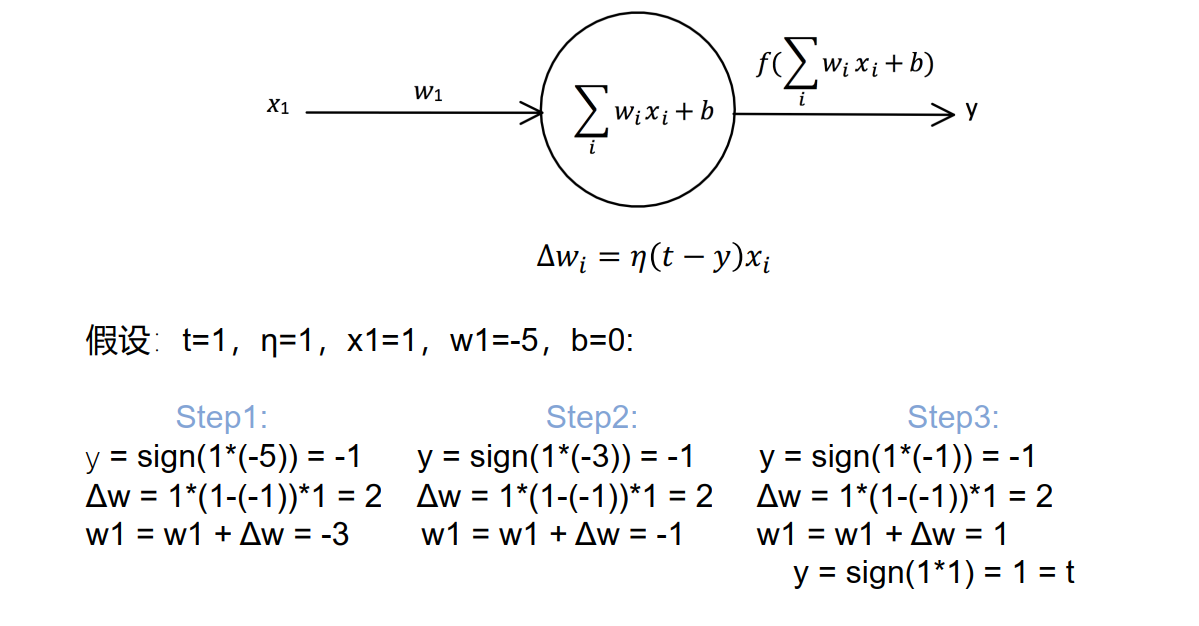 x₁
w₁
∑ᵢ wᵢxᵢ + b
f(∑ᵢ wᵢxᵢ + b)
y
Δwᵢ = η(t − y)xᵢ
假设：t=1，η=1，x1=1，w1=-5，b=0:
Step1:
y = sign(1*(-5)) = -1
Δw = 1*(1-(-1))*1 = 2
w1 = w1 + Δw = -3
Step2:
y = sign(1*(-3)) = -1
Δw = 1*(1-(-1))*1 = 2
w1 = w1 + Δw = -1
Step3:
y = sign(1*(-1)) = -1
Δw = 1*(1-(-1))*1 = 2
w1 = w1 + Δw = 1
y = sign(1*1) = 1 = t